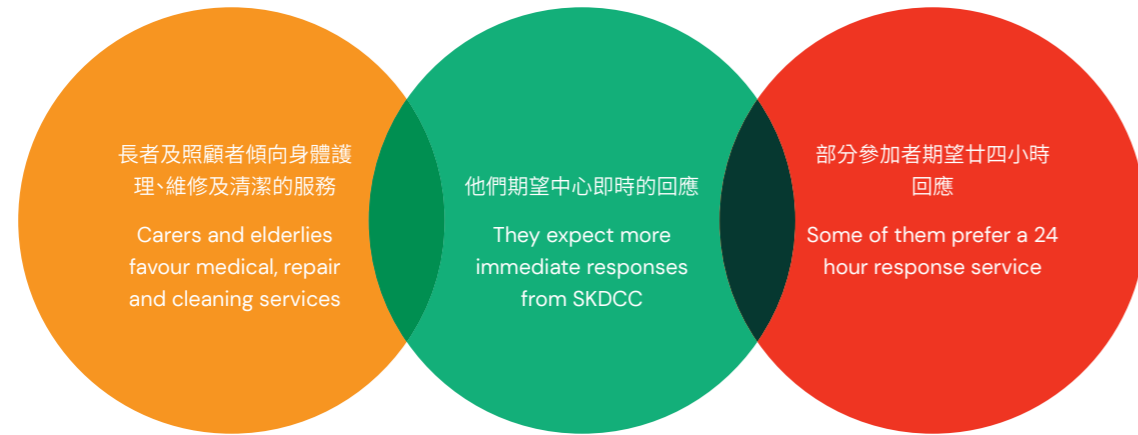 長者及照顧者傾向身體護
理、維修及清潔的服務
Carers and elderlies
favour medical, repair
and cleaning services
他們期望中心即時的回應
They expect more
immediate responses
from SKDCC
部分參加者期望廿四小時
回應
Some of them prefer a 24
hour response service